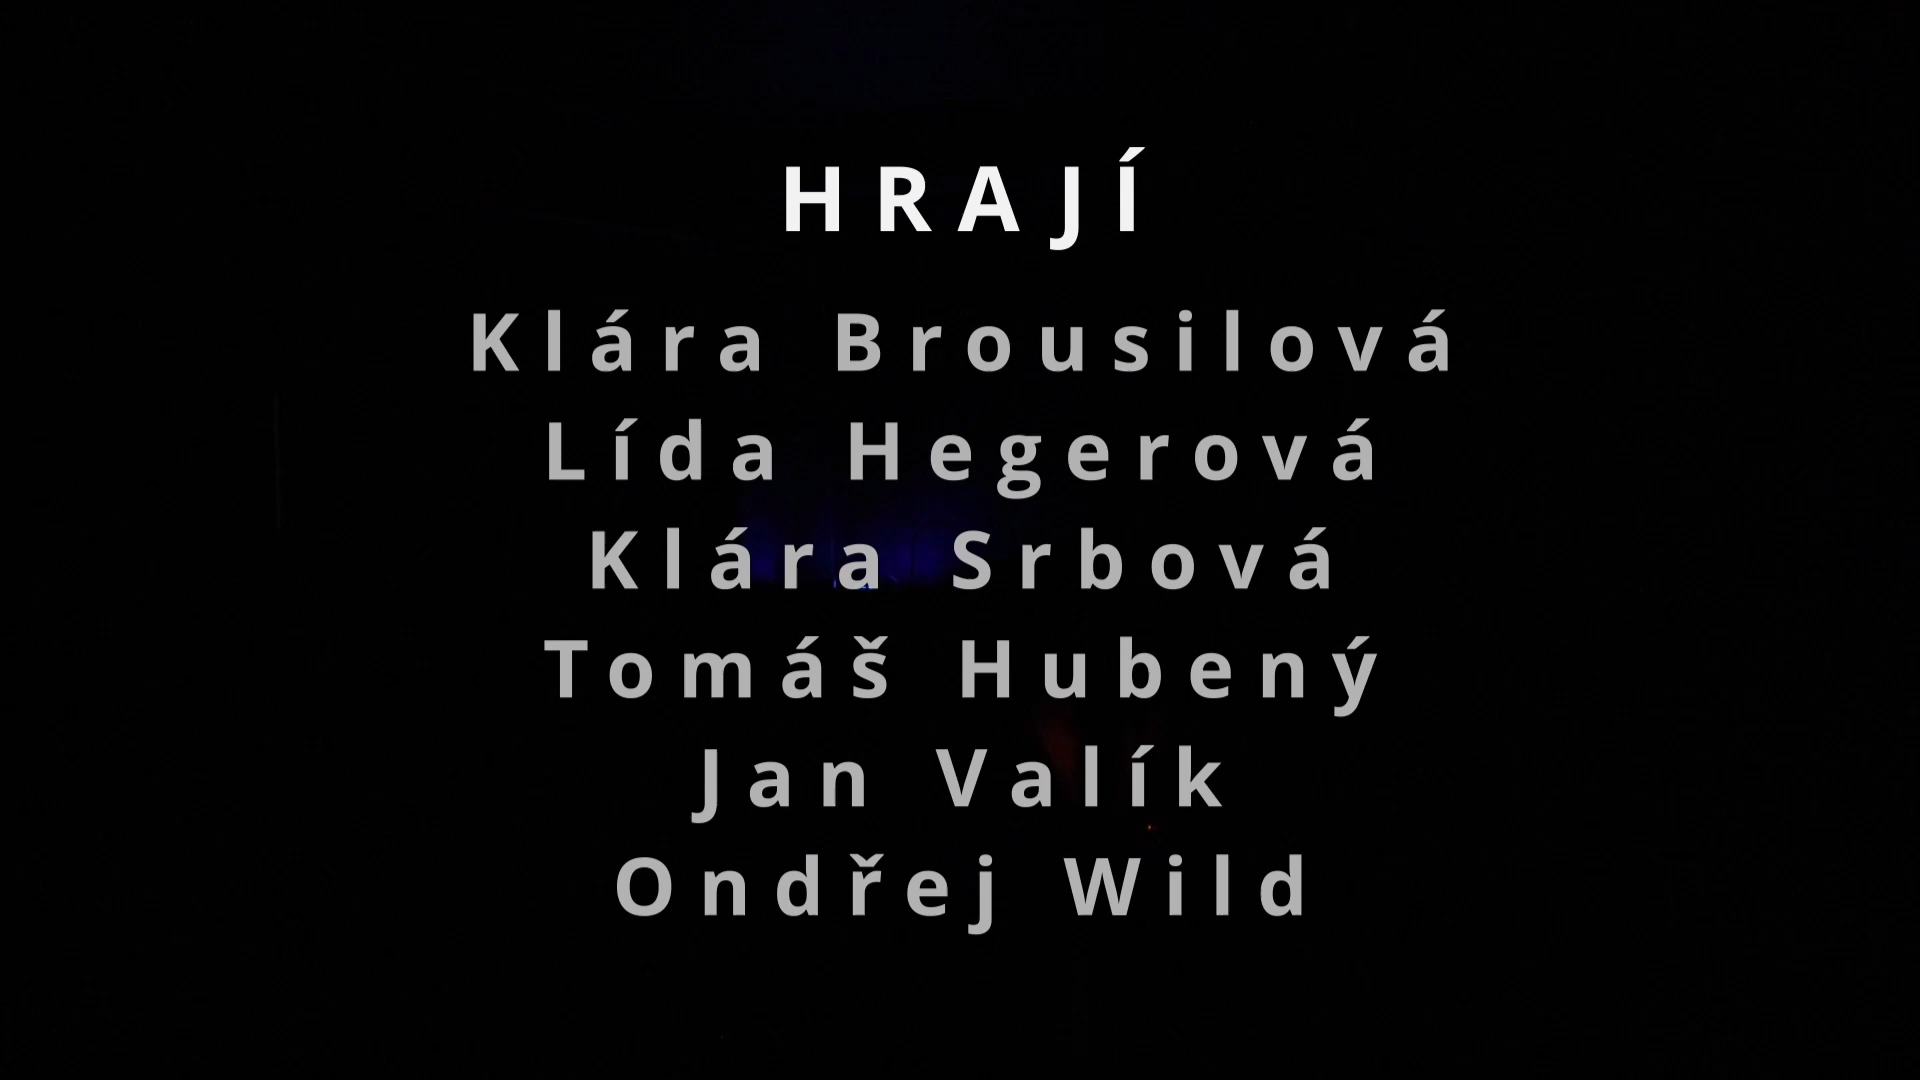 HRAJÍ
Klára Brousilová
Lída Hegerová
Klára Srbová
Tomáš Hubený
Jan Valík
Ondřej Wild